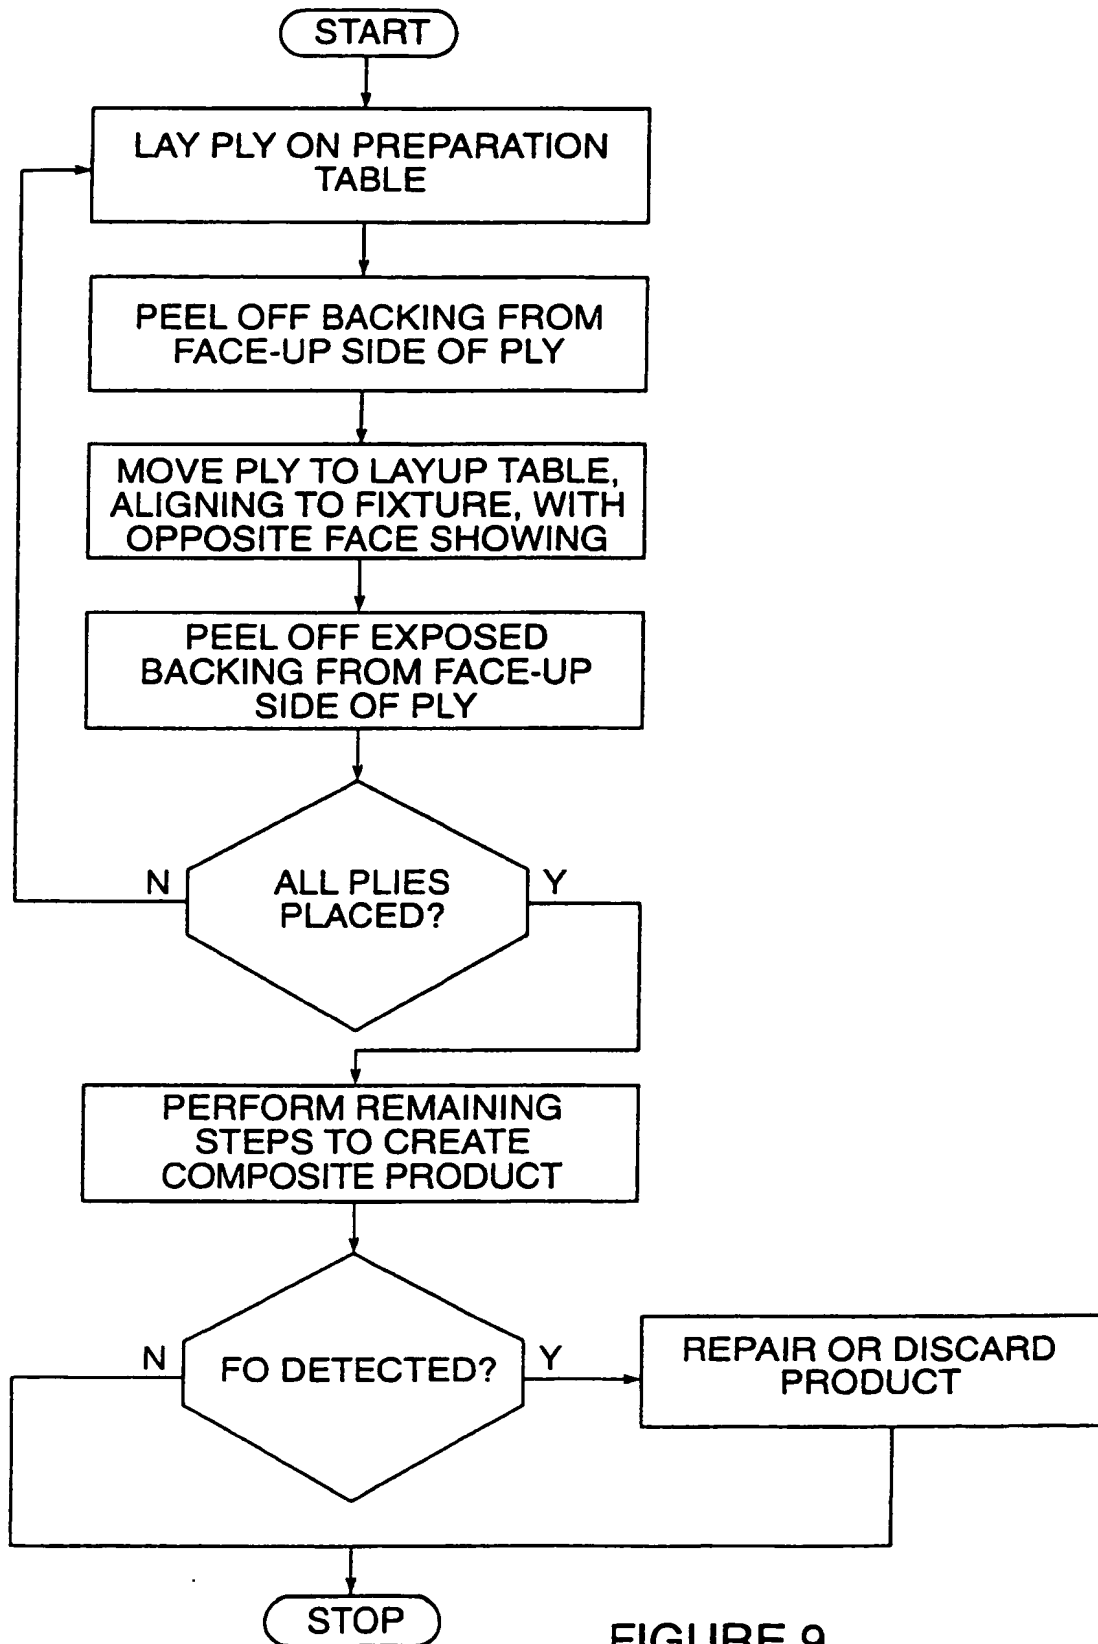 START
LAY PLY ON PREPARATION
TABLE
PEEL OFF BACKING FROM
FACE-UP SIDE OF PLY
MOVE PLY TO LAYUP TABLE,
ALIGNING TO FIXTURE, WITH
OPPOSITE FACE SHOWING
PEEL OFF EXPOSED
BACKING FROM FACE-UP
SIDE OF PLY
N
ALL PLIES
PLACED?
Y
PERFORM REMAINING
STEPS TO CREATE
COMPOSITE PRODUCT
N
FO DETECTED?
Y
REPAIR OR DISCARD
PRODUCT
STOP
FIGURE 9